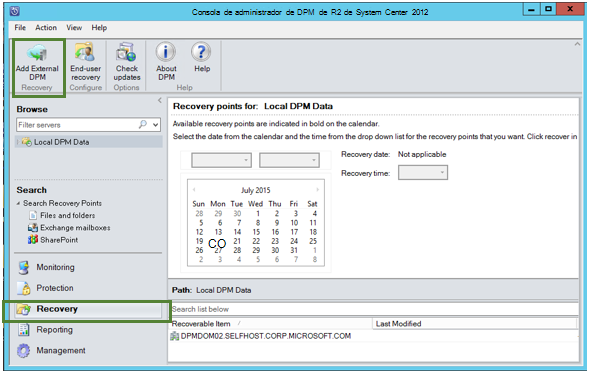 Consola de administrador de DPM de R2 de System Center 2012
File Action View Help
Add External DPM
End-user recovery
Check updates
About DPM
Help
Recovery Configure Options Help
Browse
Filter servers
Local DPM Data
Search
Search Recovery Points
Files and folders
Exchange mailboxes
SharePoint
Monitoring
Protection
Recovery
Reporting
Management
Recovery points for: Local DPM Data
Available recovery points are indicated in bold on the calendar.
Select the date from the calendar and the time from the drop down list for the recovery points that you want. Click recover in
Recovery date: Not applicable
Recovery time:
July 2015
Sun Mon Tue Wed Thu Fri Sat
28 29 30 1 2 3 4
5 6 7 8 9 10 11
12 13 14 15 16 17 18
19 CO 21 22 23 24 25
26 27 28 29 30 31 1
2 3 4 5 6 7 8
Path: Local DPM Data
Search list below
Recoverable Item Last Modified
DPMDOM02.SELFHOST.CORP.MICROSOFT.COM